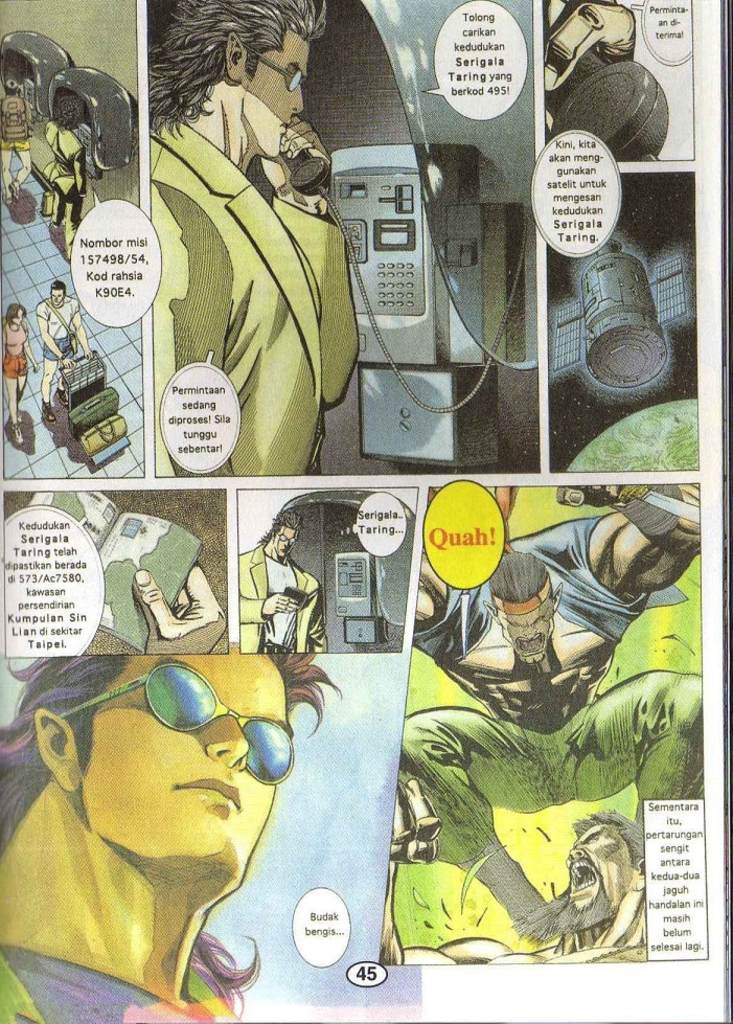 Nombor misi
157498/54,
Kod rahsia
K90E4.
Tolong
carikan
kedudukan
Serigala
Taring yang
berkod 495!
Permintaan
sedang
diproses! Sila
tunggu
sebentar!
Perminta-
an di-
terima!
Kini, kita
akan meng-
gunakan
satelit untuk
mengesan
kedudukan
Serigala
Taring.
Kedudukan
Serigala
Taring telah
dipastikan berada
di 573/Ac7580,
kawasan
persendirian
Kumpulan Sin
Lian di sekitar
Taipei.
Serigala..
Taring...
Quah!
Budak
bengis...
Sementara
itu,
pertarungan
sengit
antara
kedua-dua
jaguh
handalan ini
masih
belum
selesai lagi.
45